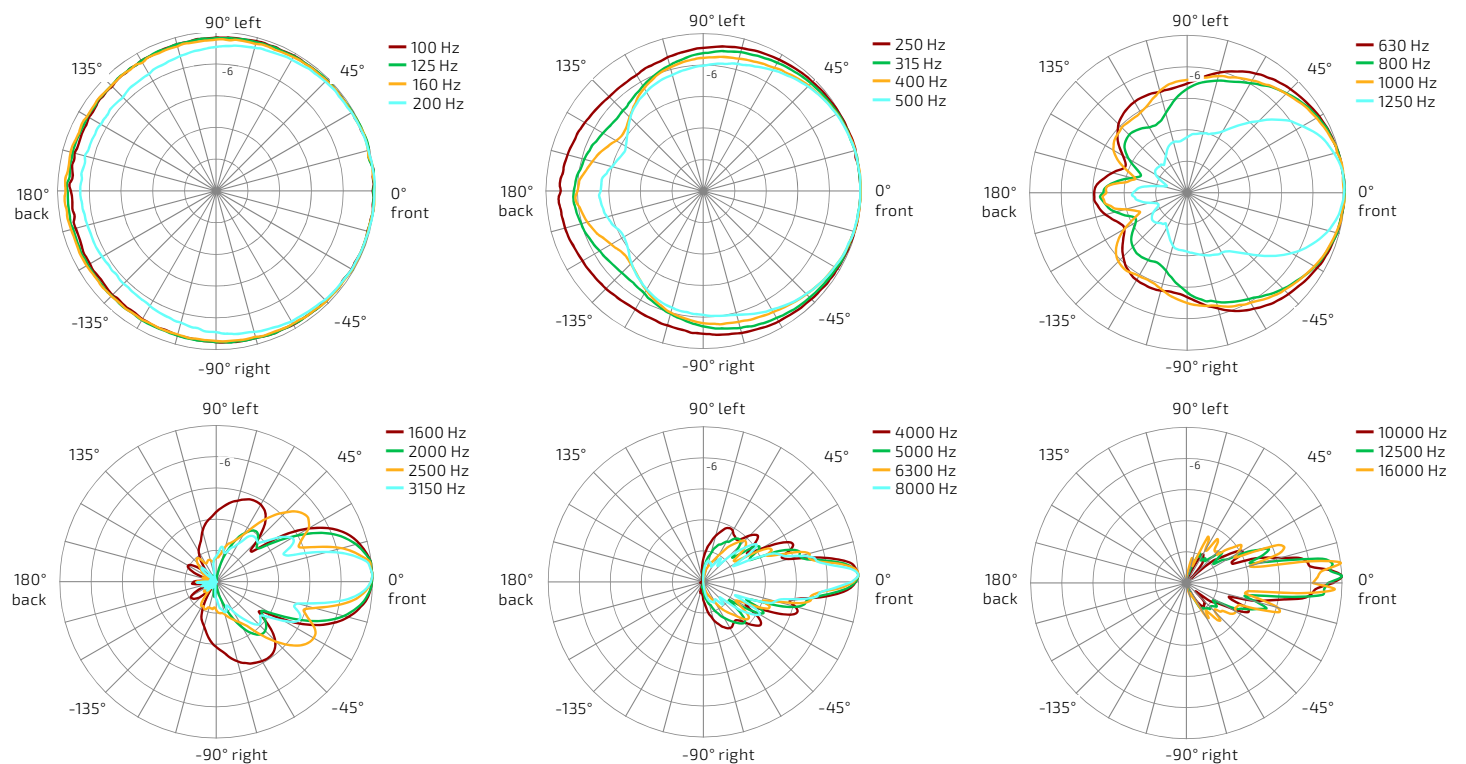 90° left
135°
45°
-6
180°
back
0°
front
-135°
-45°
-90° right
100 Hz
125 Hz
160 Hz
200 Hz
90° left
135°
45°
-6
180°
back
0°
front
-135°
-45°
-90° right
250 Hz
315 Hz
400 Hz
500 Hz
90° left
135°
45°
-6
180°
back
0°
front
-135°
-45°
-90° right
630 Hz
800 Hz
1000 Hz
1250 Hz
90° left
135°
45°
-6
180°
back
0°
front
-135°
-45°
-90° right
1600 Hz
2000 Hz
2500 Hz
3150 Hz
90° left
135°
45°
-6
180°
back
0°
front
-135°
-45°
-90° right
4000 Hz
5000 Hz
6300 Hz
8000 Hz
90° left
135°
45°
-6
180°
back
0°
front
-135°
-45°
-90° right
10000 Hz
12500 Hz
16000 Hz